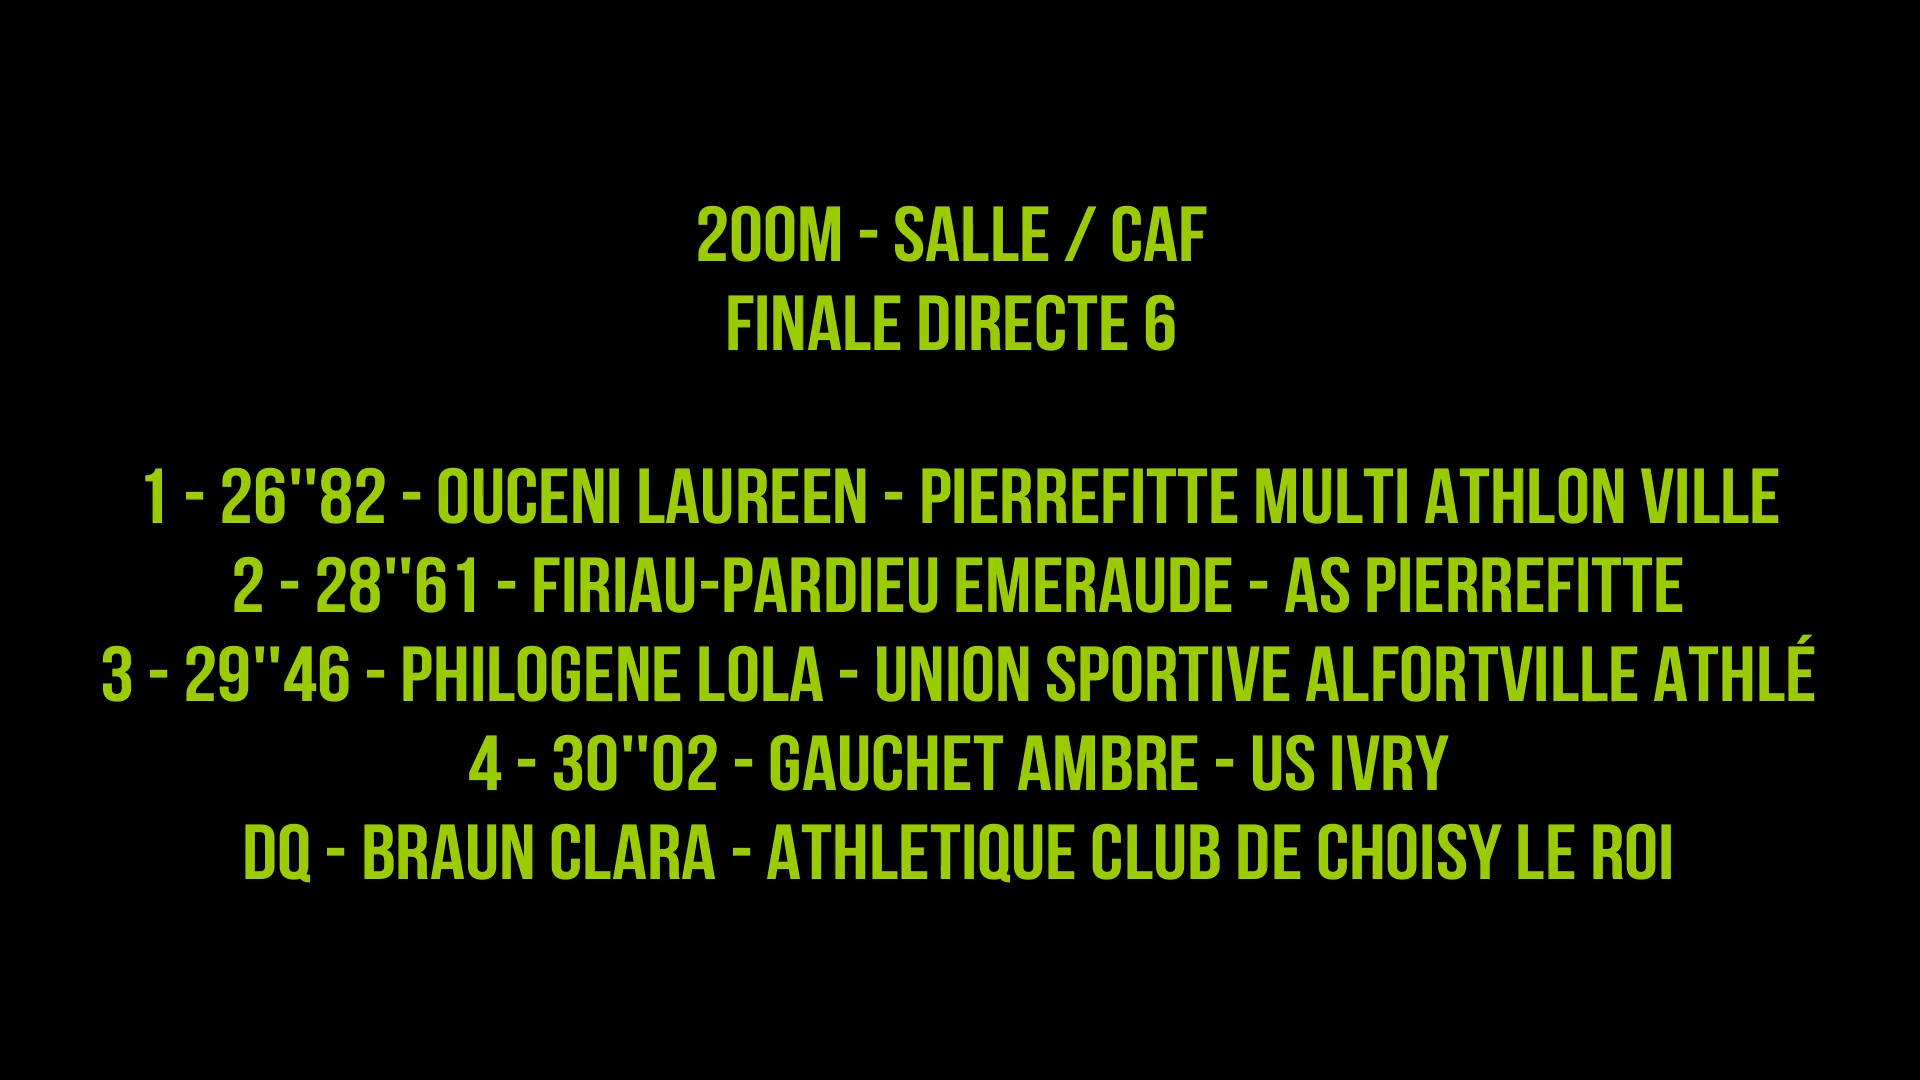 200M - SALLE / CAF
FINALE DIRECTE 6
1 - 26"82 - OUCENI LAUREEN - PIERREFITTE MULTI ATHLON VILLE
2 - 28"61 - FIRIAU-PARDIEU EMERAUDE - AS PIERREFITTE
3 - 29"46 - PHILOGENE LOLA - UNION SPORTIVE ALFORTVILLE ATHLÉ
4 - 30"02 - GAUCHET AMBRE - US IVRY
DQ - BRAUN CLARA - ATHLETIQUE CLUB DE CHOISY LE ROI